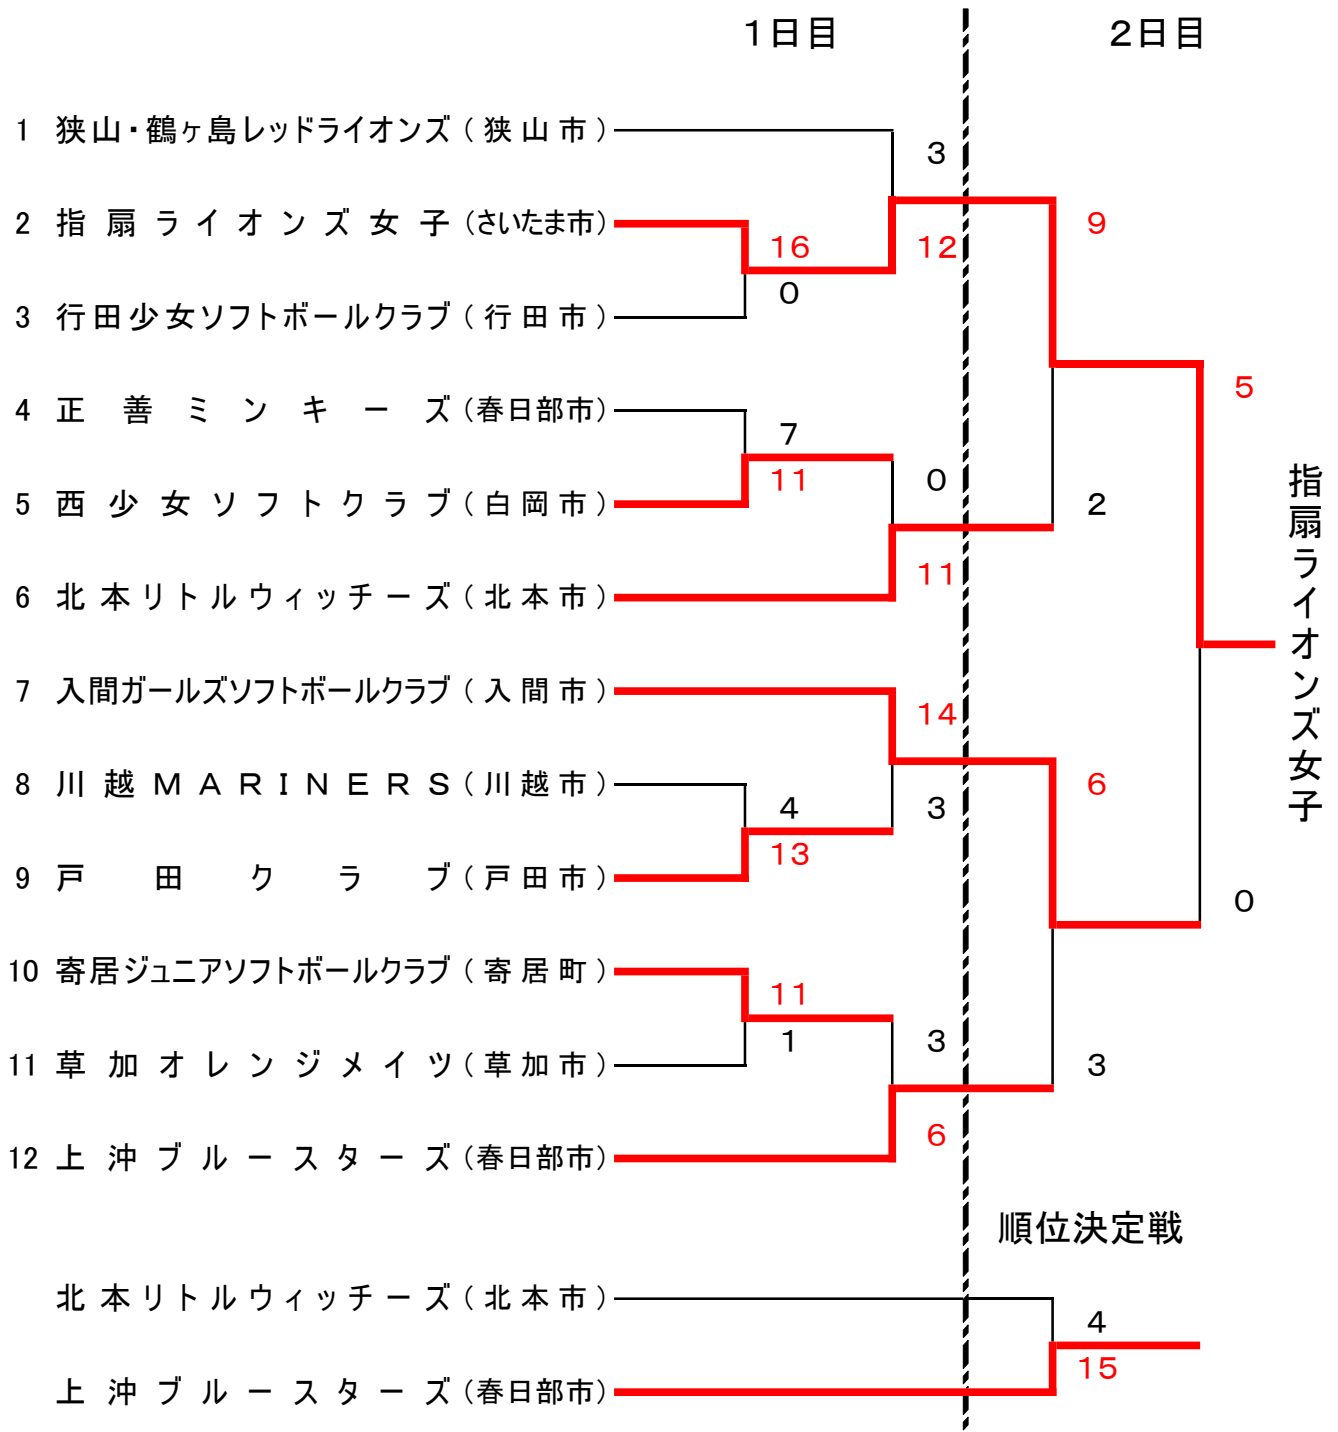 1日目 2日目
1 狭山・鶴ヶ島レッドライオンズ(狭山市)
3
2 指扇ライオンズ女子(さいたま市)
9
16
12
0
3 行田少女ソフトボールクラブ(行田市)
5
4 正善ミンキーズ(春日部市)
7
11
0
5 西少女ソフトクラブ(白岡市)
2
11
6 北本リトルウィッチーズ(北本市)
指扇ライオンズ女子
7 入間ガールズソフトボールクラブ(入間市)
14
8 川越MARINERS(川越市)
6
4
3
13
9 戸田クラブ(戸田市)
0
10 寄居ジュニアソフトボールクラブ(寄居町)
11
1
3
11 草加オレンジメイツ(草加市)
3
6
12 上沖ブルースターズ(春日部市)
順位決定戦
北本リトルウィッチーズ(北本市)
4
15
上沖ブルースターズ(春日部市)